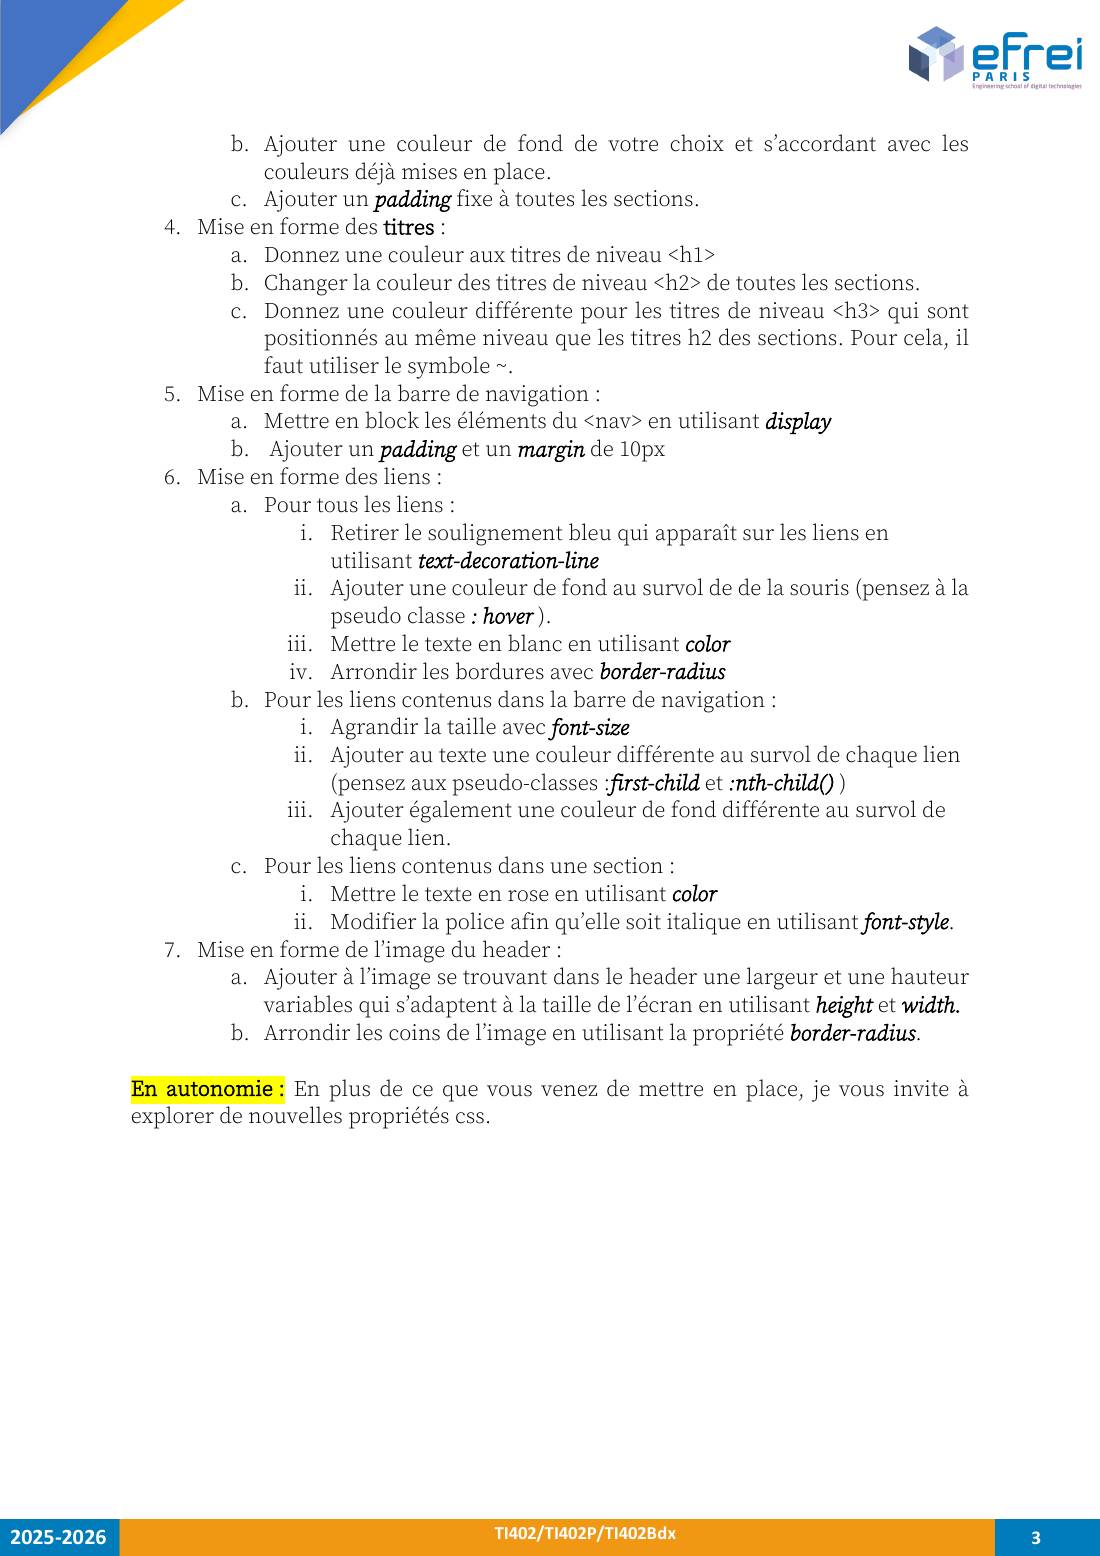 efrei
PARIS
Engineering school of digital technologies
b. Ajouter une couleur de fond de votre choix et s’accordant avec les
couleurs déjà mises en place.
c. Ajouter un padding fixe à toutes les sections.
4. Mise en forme des titres :
a. Donnez une couleur aux titres de niveau <h1>
b. Changer la couleur des titres de niveau <h2> de toutes les sections.
c. Donnez une couleur différente pour les titres de niveau <h3> qui sont
positionnés au même niveau que les titres h2 des sections. Pour cela, il
faut utiliser le symbole ~.
5. Mise en forme de la barre de navigation :
a. Mettre en block les éléments du <nav> en utilisant display
b. Ajouter un padding et un margin de 10px
6. Mise en forme des liens :
a. Pour tous les liens :
i. Retirer le soulignement bleu qui apparaît sur les liens en
utilisant text-decoration-line
ii. Ajouter une couleur de fond au survol de de la souris (pensez à la
pseudo classe : hover ).
iii. Mettre le texte en blanc en utilisant color
iv. Arrondir les bordures avec border-radius
b. Pour les liens contenus dans la barre de navigation :
i. Agrandir la taille avec font-size
ii. Ajouter au texte une couleur différente au survol de chaque lien
(pensez aux pseudo-classes :first-child et :nth-child() )
iii. Ajouter également une couleur de fond différente au survol de
chaque lien.
c. Pour les liens contenus dans une section :
i. Mettre le texte en rose en utilisant color
ii. Modifier la police afin qu’elle soit italique en utilisant font-style.
7. Mise en forme de l’image du header :
a. Ajouter à l’image se trouvant dans le header une largeur et une hauteur
variables qui s’adaptent à la taille de l’écran en utilisant height et width.
b. Arrondir les coins de l’image en utilisant la propriété border-radius.
En autonomie : En plus de ce que vous venez de mettre en place, je vous invite à
explorer de nouvelles propriétés css.
2025-2026
TI402/TI402P/TI402Bdx
3